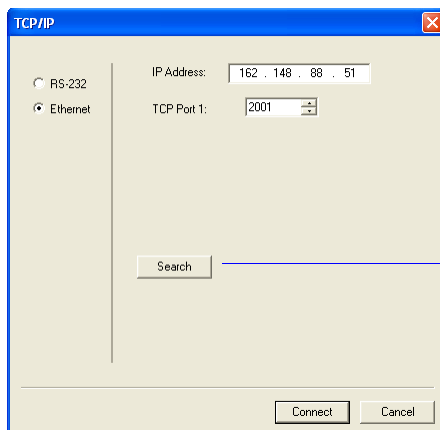 TCP/IP
RS-232
Ethernet
IP Address: 162 . 148 . 88 . 51
TCP Port 1: 2001
Search
Connect Cancel